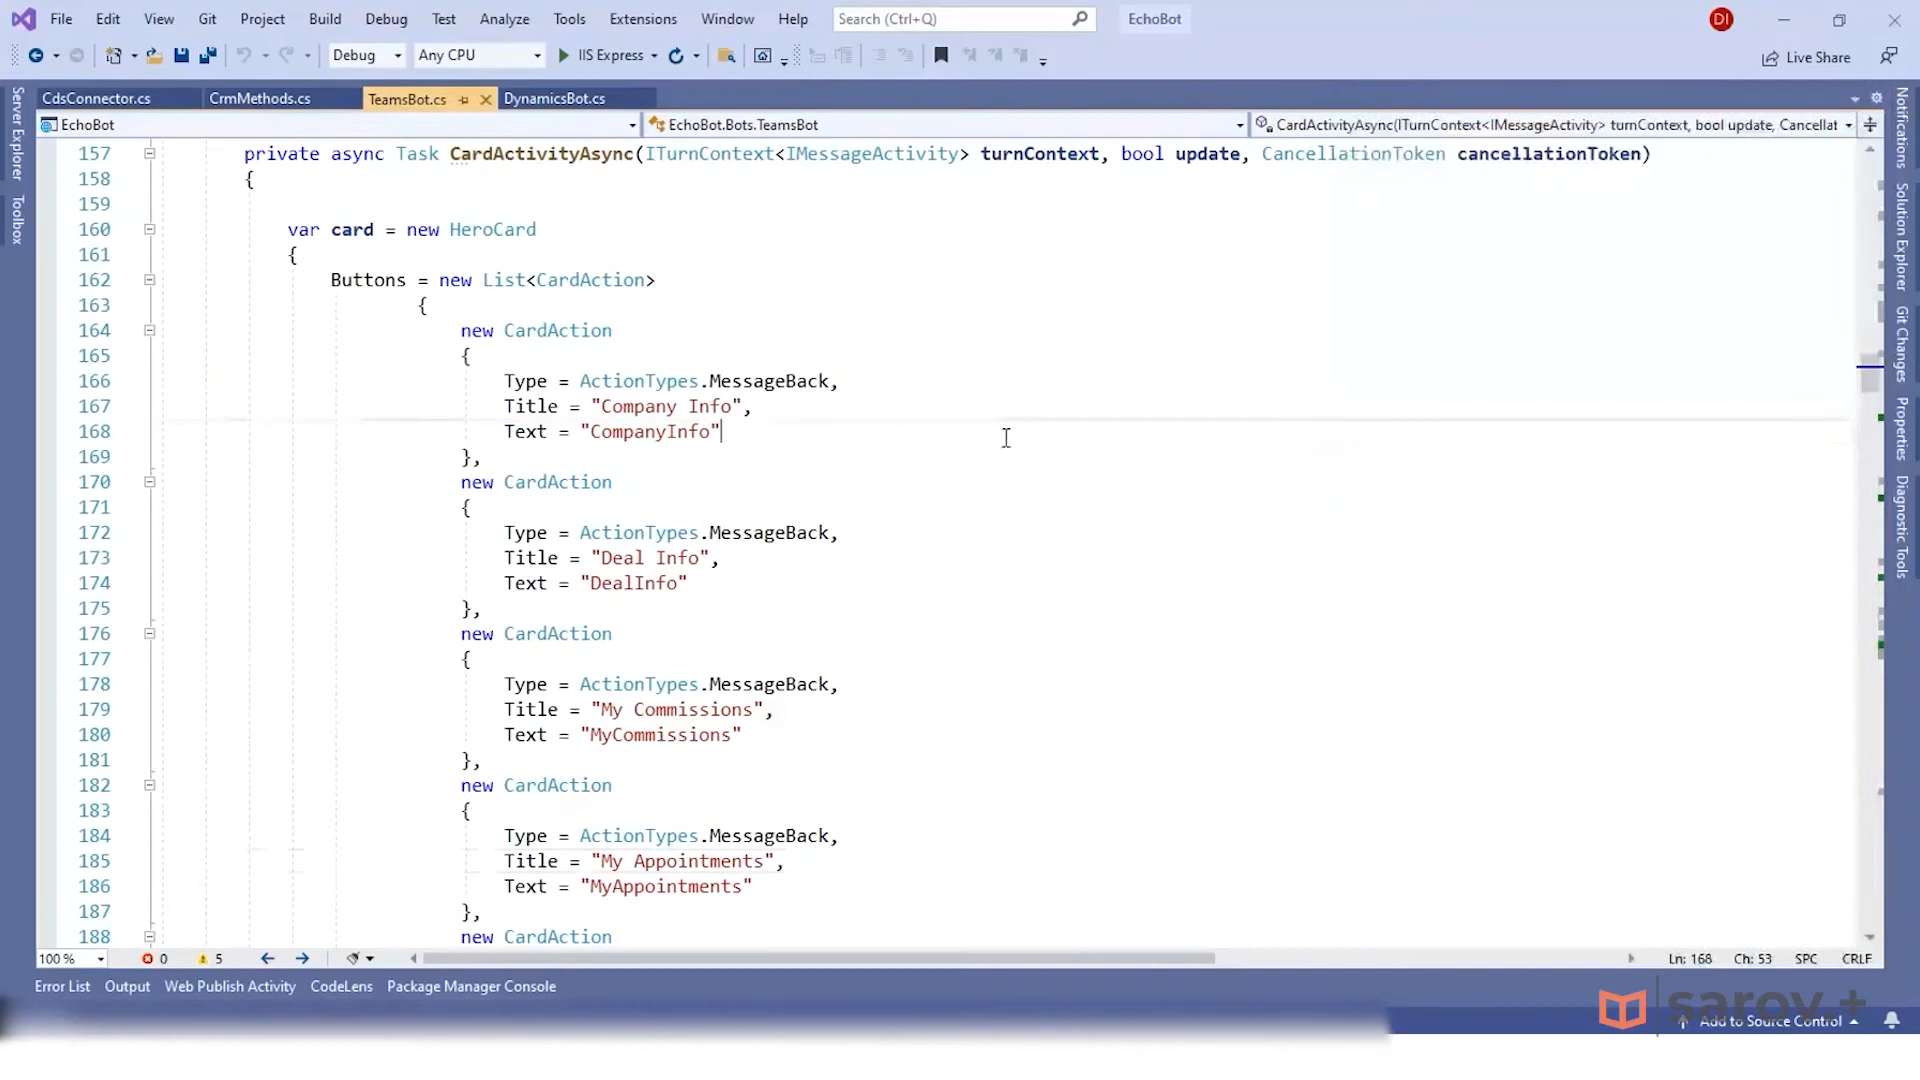 File Edit View Git Project Build Debug Test Analyze Tools Extensions Window Help Search (Ctrl+Q) EchoBot DI
Debug Any CPU IIS Express Live Share
CdsConnector.cs CrmMethods.cs TeamsBot.cs DynamicsBot.cs
EchoBot EchoBot.Bots.TeamsBot CardActivityAsync(ITurnContext<IMessageActivity> turnContext, bool update, Cancellat
Server Explorer
Toolbox
Notifications
Solution Explorer
Git Changes
Properties
Diagnostic Tools
157 private async Task CardActivityAsync(ITurnContext<IMessageActivity> turnContext, bool update, CancellationToken cancellationToken)
158 {
159
160 var card = new HeroCard
161 {
162 Buttons = new List<CardAction>
163 {
164 new CardAction
165 {
166 Type = ActionTypes.MessageBack,
167 Title = "Company Info",
168 Text = "CompanyInfo"
169 },
170 new CardAction
171 {
172 Type = ActionTypes.MessageBack,
173 Title = "Deal Info",
174 Text = "DealInfo"
175 },
176 new CardAction
177 {
178 Type = ActionTypes.MessageBack,
179 Title = "My Commissions",
180 Text = "MyCommissions"
181 },
182 new CardAction
183 {
184 Type = ActionTypes.MessageBack,
185 Title = "My Appointments",
186 Text = "MyAppointments"
187 },
188 new CardAction
100 % 0 5 Ln: 168 Ch: 53 SPC CRLF
Error List Output Web Publish Activity CodeLens Package Manager Console
Add to Source Control